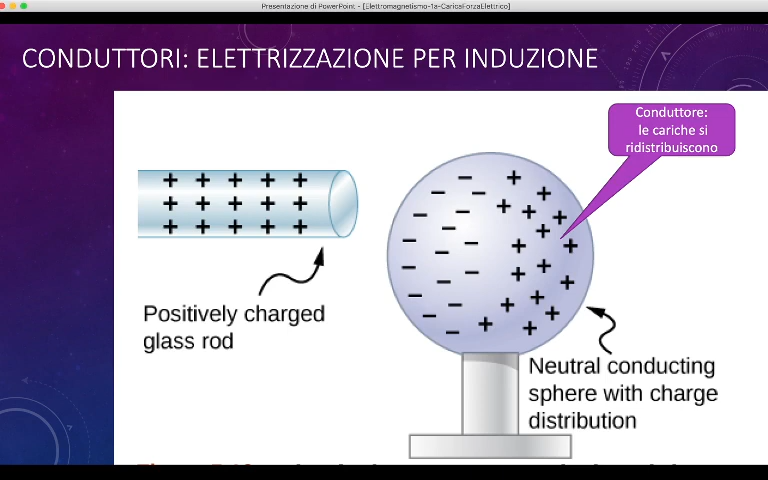 Presentazione di PowerPoint - [Elettromagnetismo-1a-CaricaForzaElettrico]
CONDUTTORI: ELETTRIZZAZIONE PER INDUZIONE
Conduttore:
le cariche si
ridistribuiscono
Positively charged
glass rod
Neutral conducting
sphere with charge
distribution